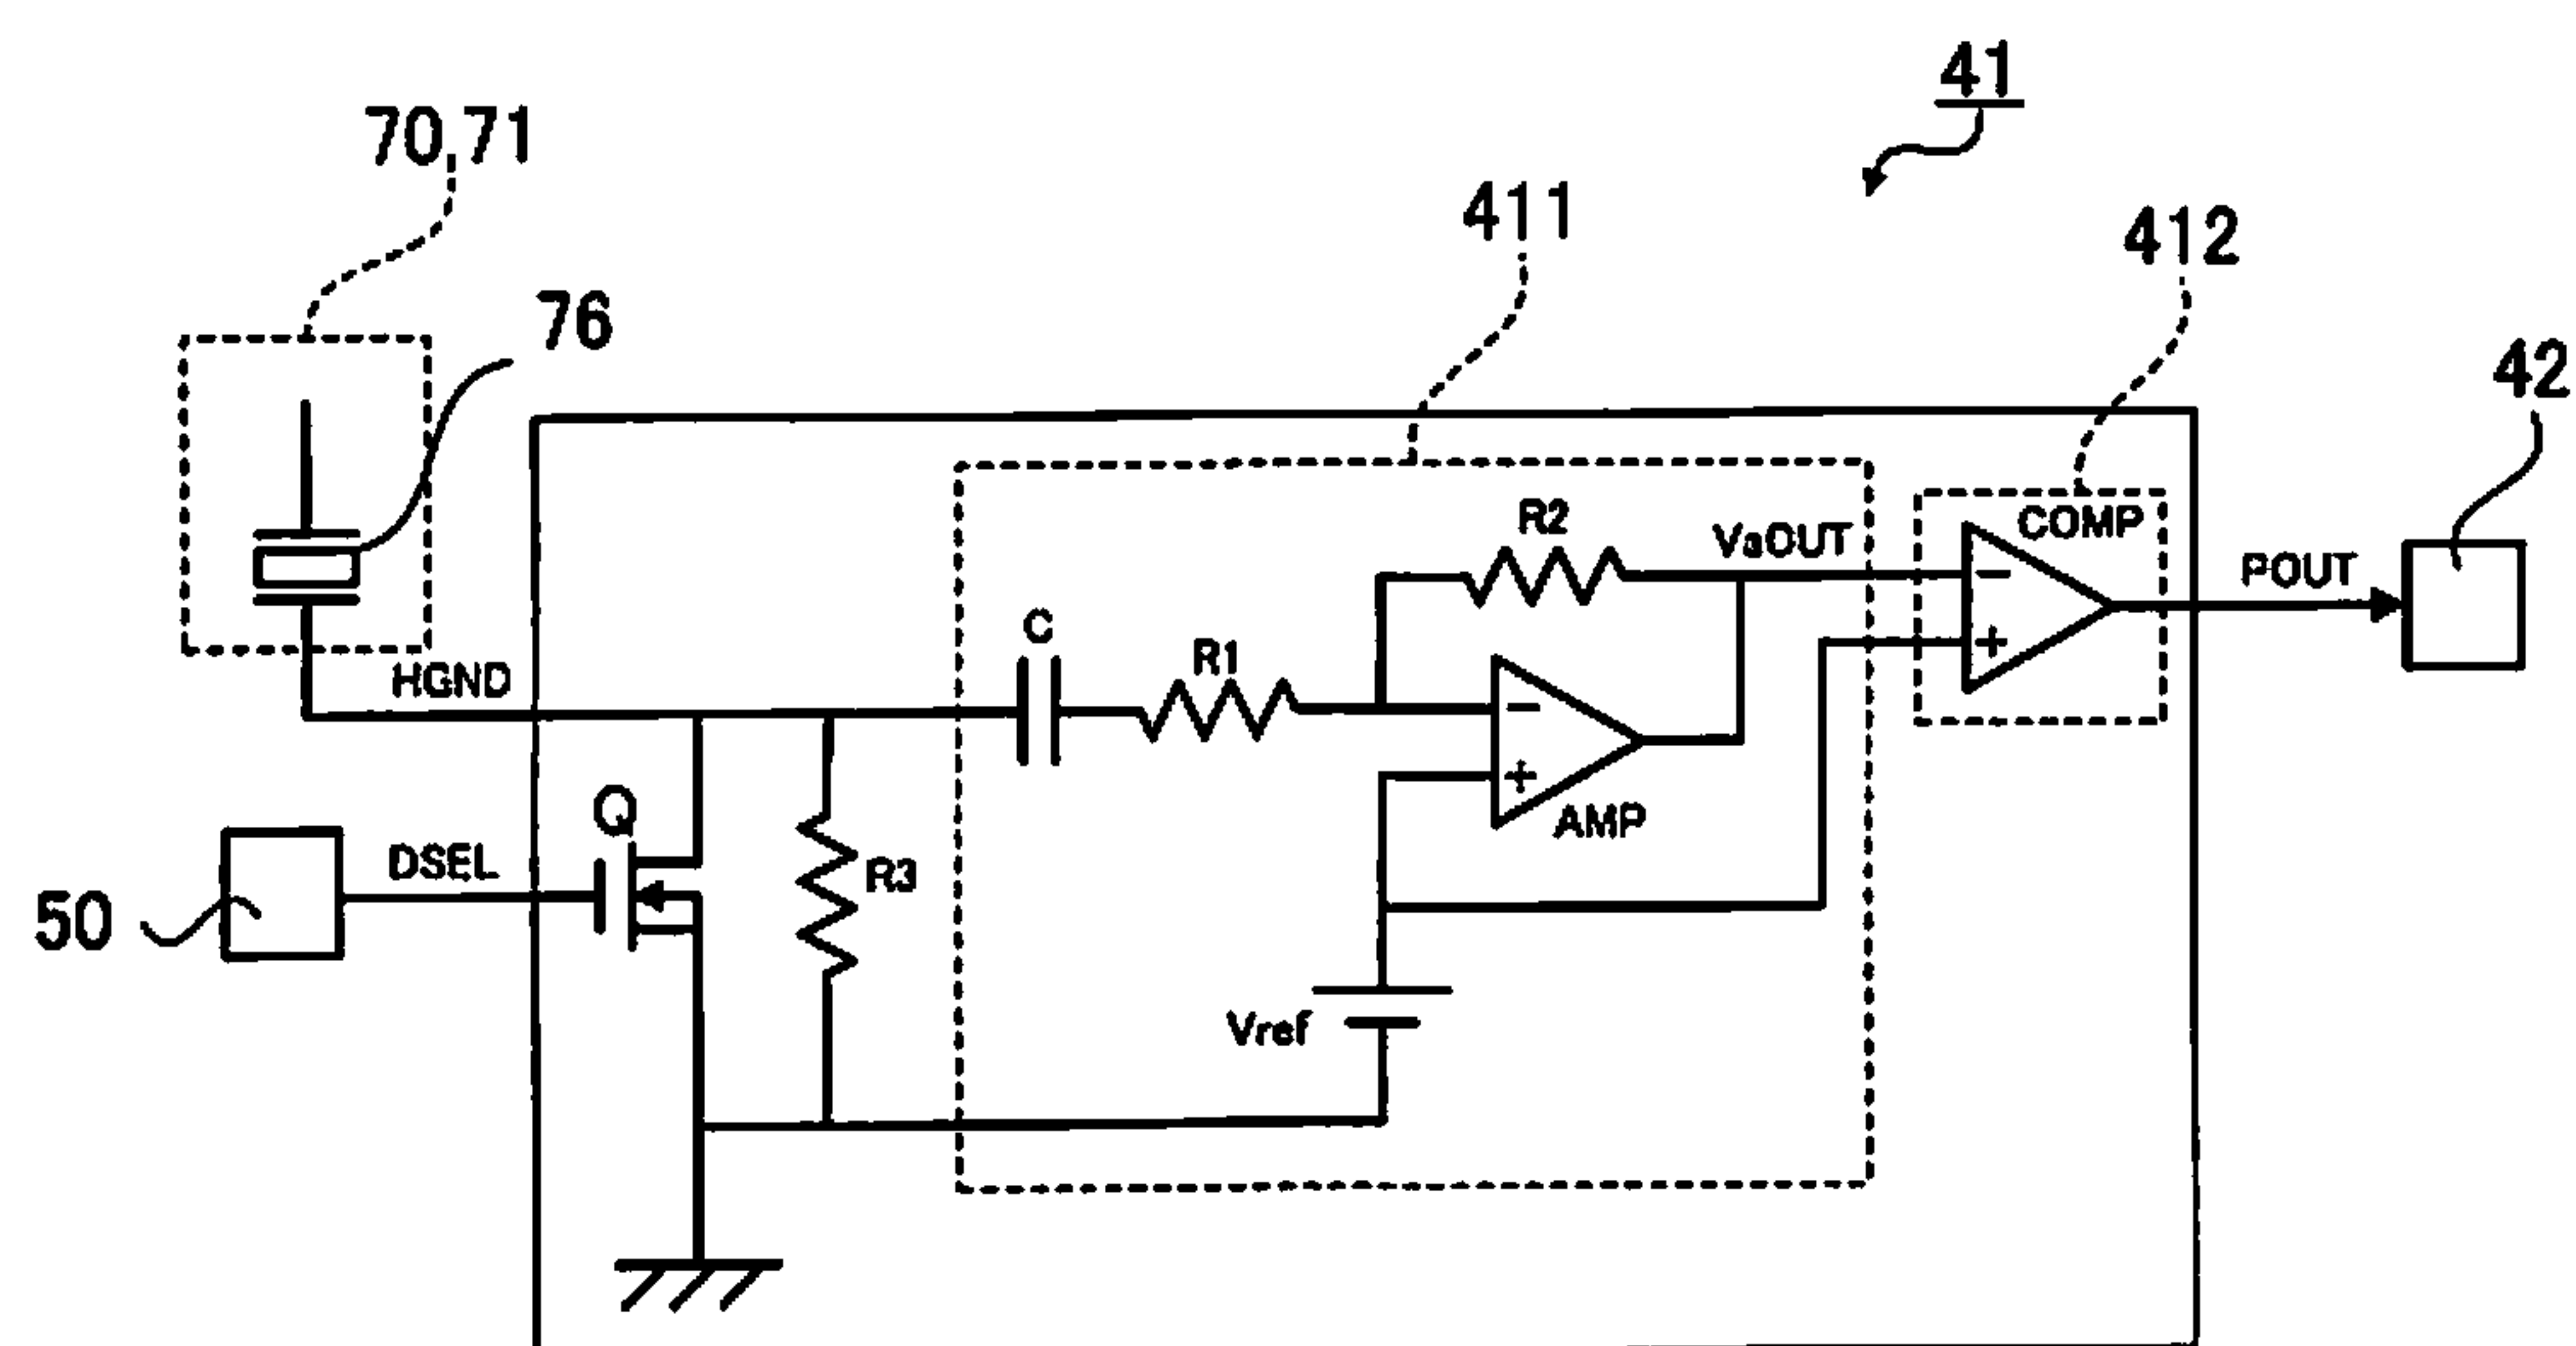 41
70,71
411
412
76
42
COMP
R2
VaOUT
POUT
C
R1
HGND
−
+
−
+
AMP
Q
DSEL
R3
50
Vref